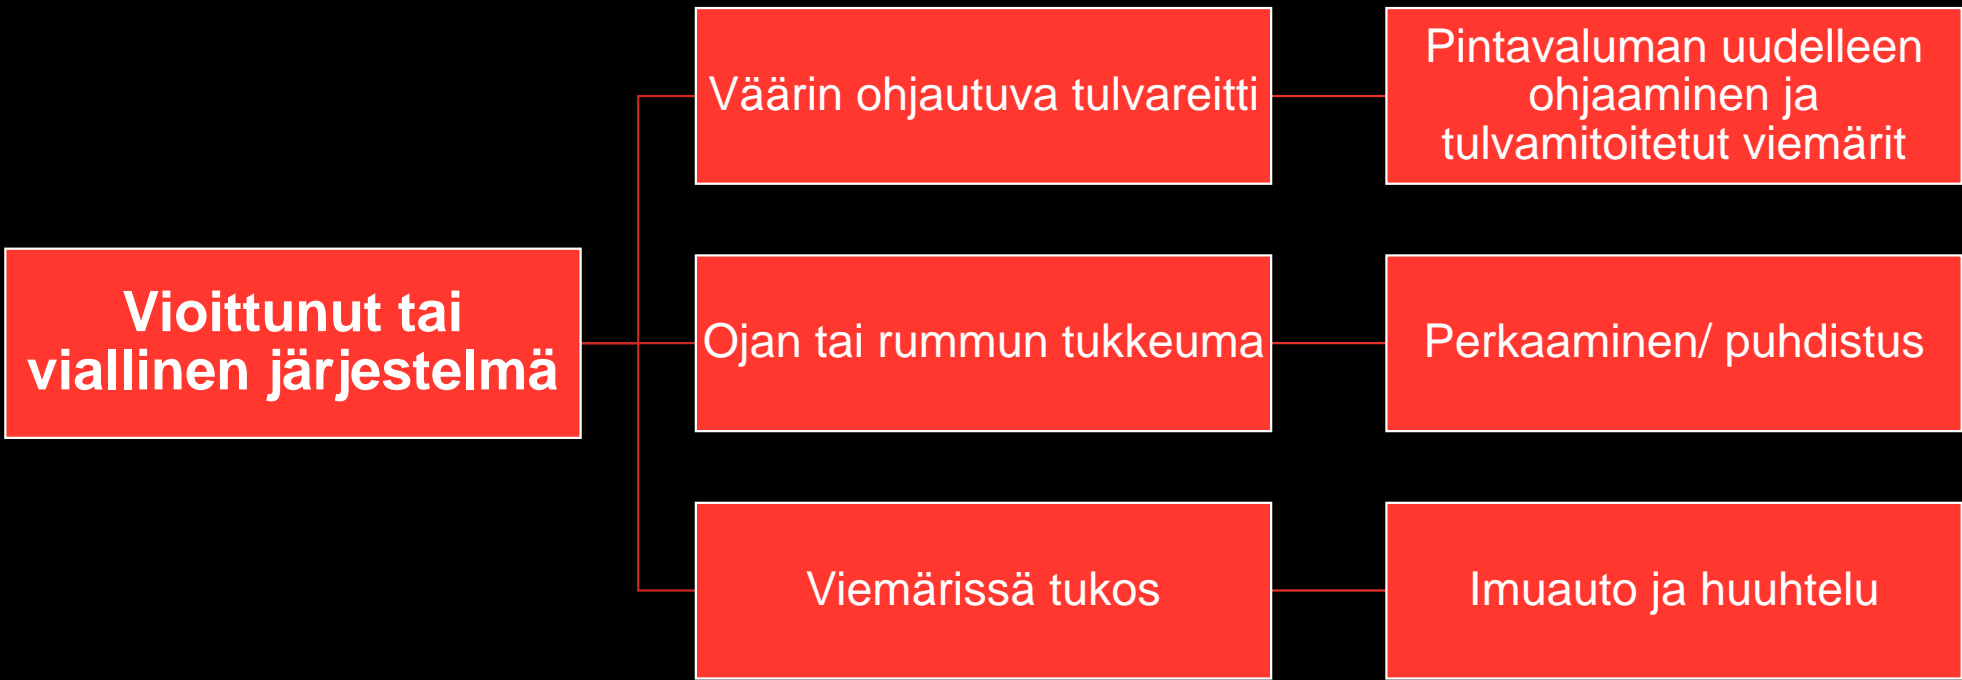 Vioittunut tai
viallinen järjestelmä
Väärin ohjautuva tulvareitti
Pintavaluman uudelleen
ohjaaminen ja
tulvamitoitetut viemärit
Ojan tai rummun tukkeuma
Perkaaminen/ puhdistus
Viemärissä tukos
Imuauto ja huuhtelu